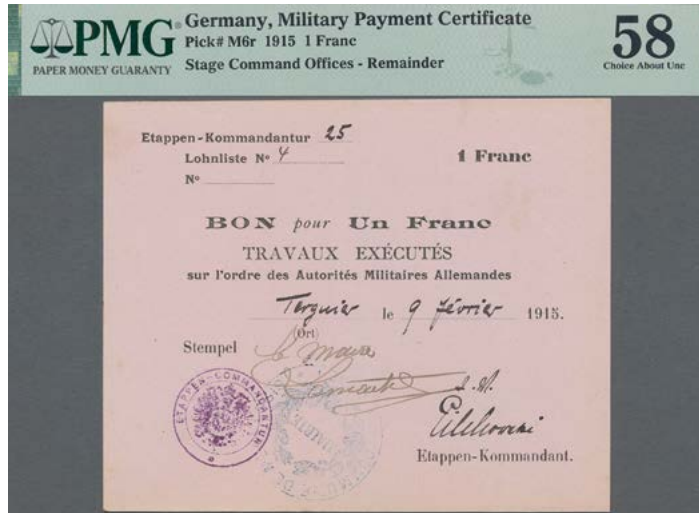 PMG
PAPER MONEY GUARANTY
Germany, Military Payment Certificate
Pick# M6r 1915 1 Franc
Stage Command Offices - Remainder
58
Choice About Unc
Etappen-Kommandantur 25
Lohnliste Nº 4
1 Franc
Nº
BON pour Un Franc
TRAVAUX EXÉCUTÉS
sur l'ordre des Autorités Militaires Allemandes
Tergnier le 9 février 1915.
(Ort)
Stempel
Le maire
ETAPPEN-COMMANDANTUR
Etappen-Kommandant.